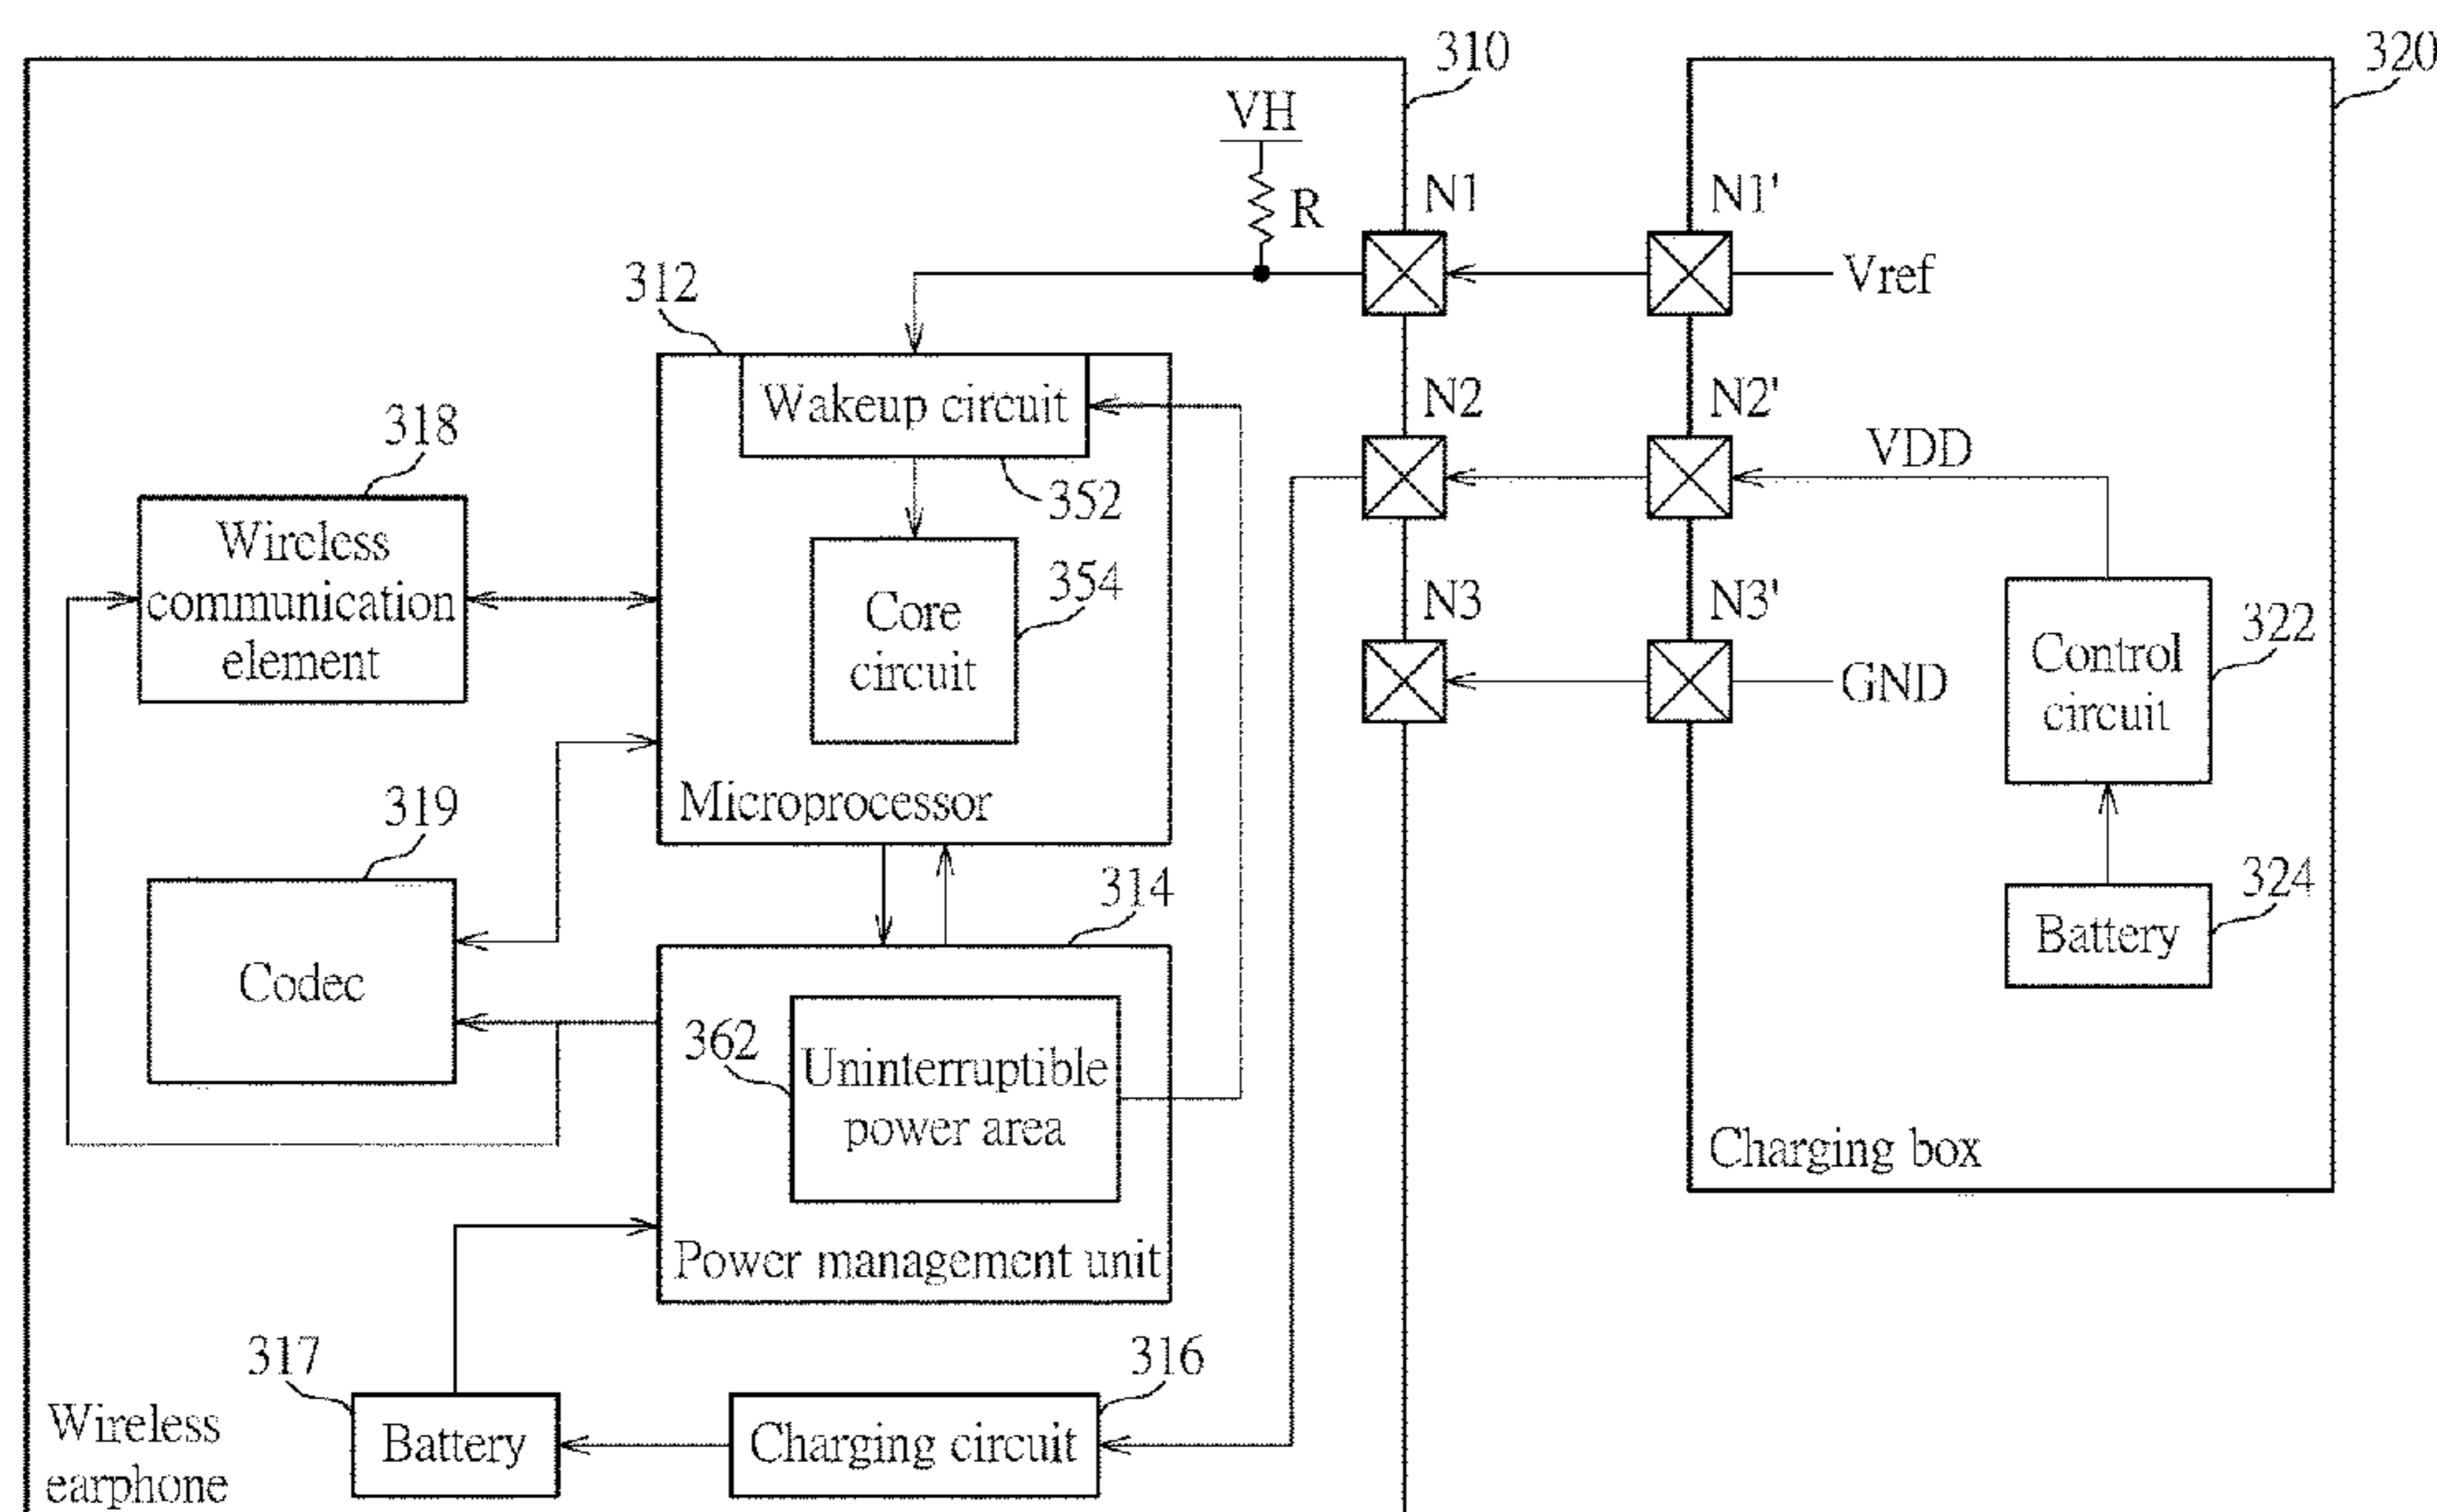 310
320
VH
R
N1
N1'
Vref
312
Wakeup circuit
N2
N2'
VDD
318
352
Wireless
communication
element
Core
circuit
354
N3
N3'
GND
Control
circuit
322
Microprocessor
319
Codec
314
Battery
324
362
Uninterruptible
power area
Charging box
Power management unit
317
316
Wireless
earphone
Battery
Charging circuit